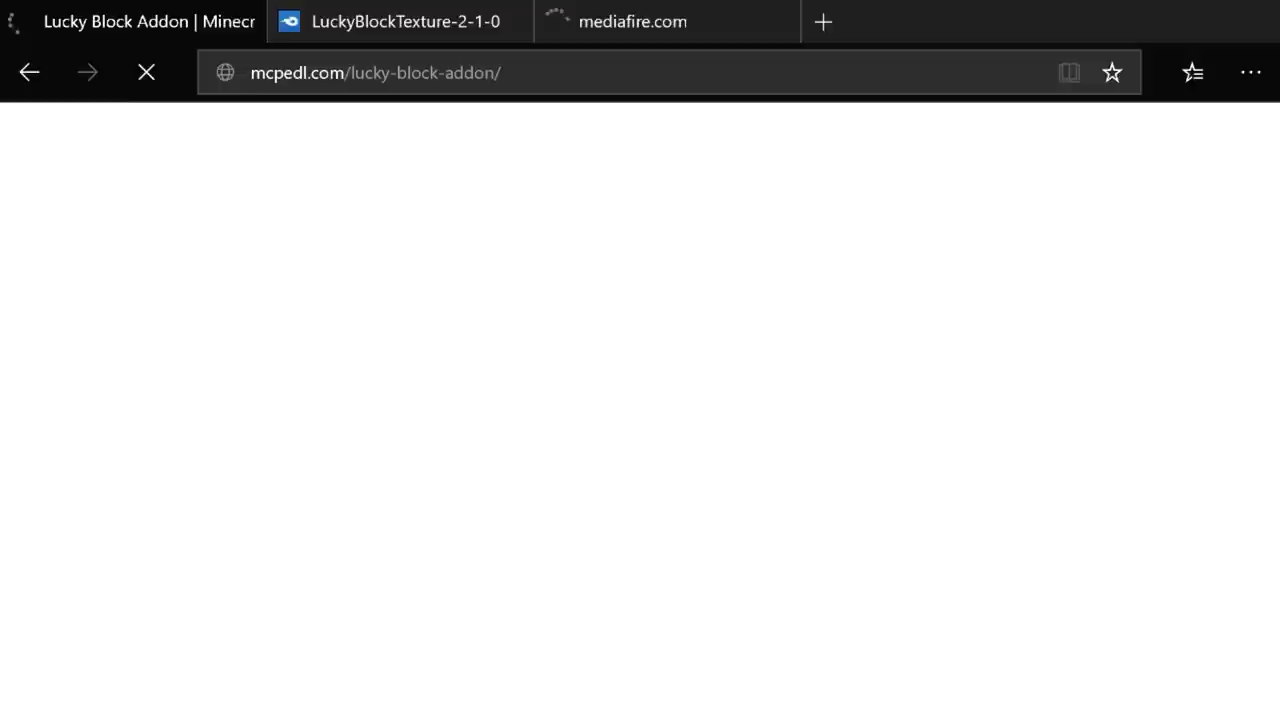 Lucky Block Addon | Minecr
LuckyBlockTexture-2-1-0
mediafire.com
mcpedl.com/lucky-block-addon/